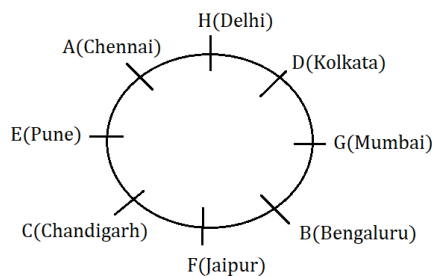 H(Delhi)
A(Chennai)
D(Kolkata)
E(Pune)
G(Mumbai)
C(Chandigarh)
B(Bengaluru)
F(Jaipur)